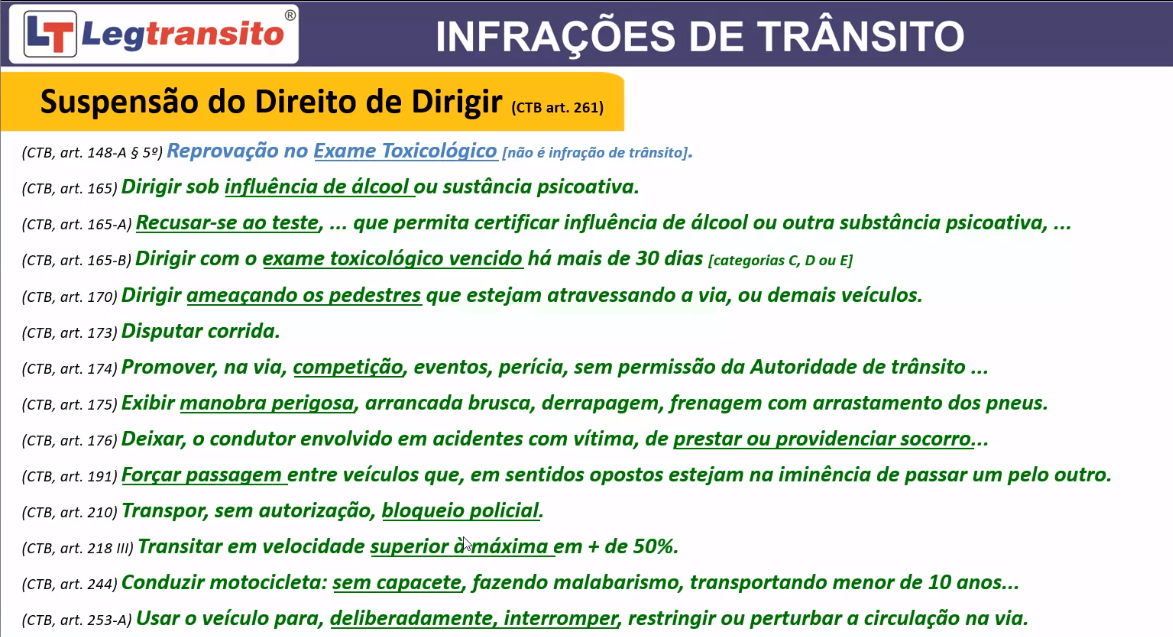 LT Legtransito®
INFRAÇÕES DE TRÂNSITO
Suspensão do Direito de Dirigir (CTB art. 261)
(CTB, art. 148-A § 5º) Reprovação no Exame Toxicológico [não é infração de trânsito].
(CTB, art. 165) Dirigir sob influência de álcool ou sustância psicoativa.
(CTB, art. 165-A) Recusar-se ao teste, ... que permita certificar influência de álcool ou outra substância psicoativa, ...
(CTB, art. 165-B) Dirigir com o exame toxicológico vencido há mais de 30 dias [categorias C, D ou E]
(CTB, art. 170) Dirigir ameaçando os pedestres que estejam atravessando a via, ou demais veículos.
(CTB, art. 173) Disputar corrida.
(CTB, art. 174) Promover, na via, competição, eventos, perícia, sem permissão da Autoridade de trânsito ...
(CTB, art. 175) Exibir manobra perigosa, arrancada brusca, derrapagem, frenagem com arrastamento dos pneus.
(CTB, art. 176) Deixar, o condutor envolvido em acidentes com vítima, de prestar ou providenciar socorro...
(CTB, art. 191) Forçar passagem entre veículos que, em sentidos opostos estejam na iminência de passar um pelo outro.
(CTB, art. 210) Transpor, sem autorização, bloqueio policial.
(CTB, art. 218 III) Transitar em velocidade superior à máxima em + de 50%.
(CTB, art. 244) Conduzir motocicleta: sem capacete, fazendo malabarismo, transportando menor de 10 anos...
(CTB, art. 253-A) Usar o veículo para, deliberadamente, interromper, restringir ou perturbar a circulação na via.